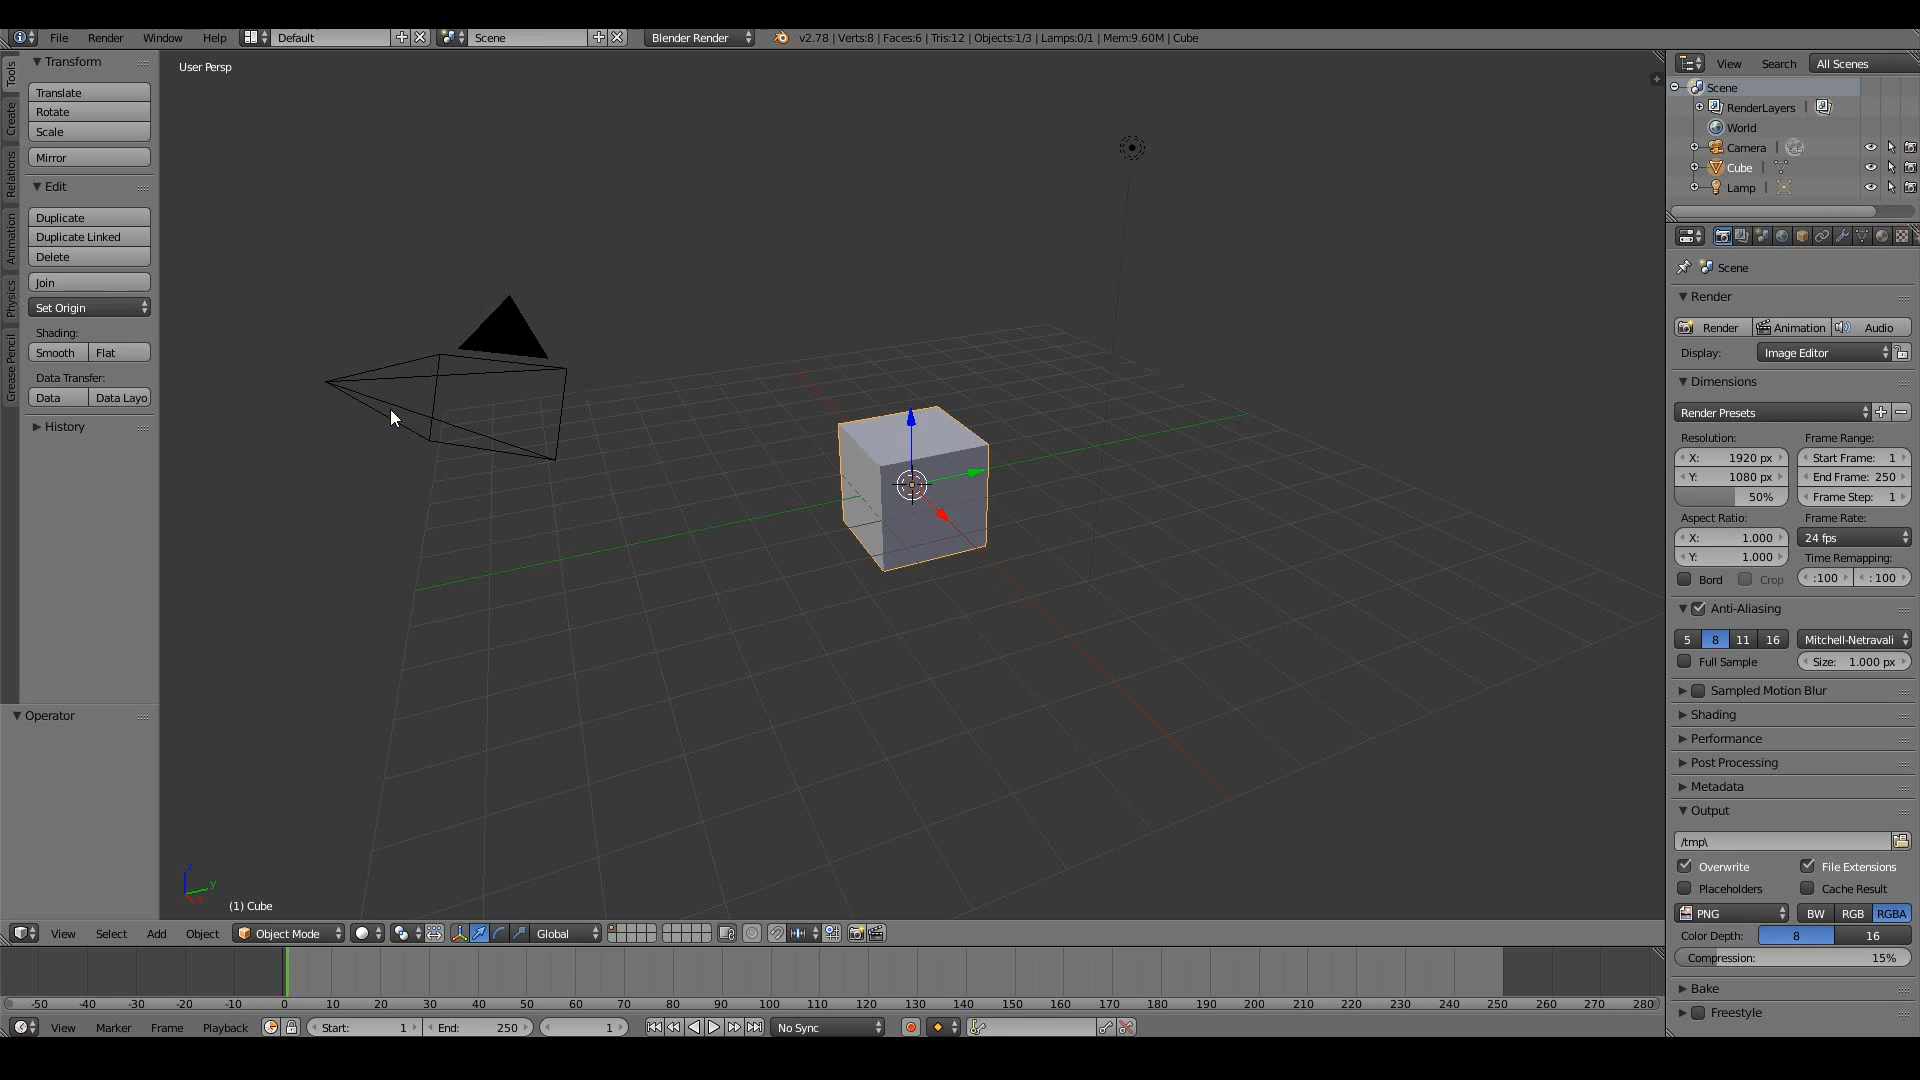 File Render Window Help Default Scene Blender Render v2.78 | Verts:8 | Faces:6 | Tris:12 | Objects:1/3 | Lamps:0/1 | Mem:9.60M | Cube
Tools
Create
Relations
Animation
Physics
Grease Pencil
Transform
Translate
Rotate
Scale
Mirror
Edit
Duplicate
Duplicate Linked
Delete
Join
Set Origin
Shading:
Smooth Flat
Data Transfer:
Data Data Layo
History
Operator
User Persp
z
y
x
(1) Cube
View Select Add Object Object Mode Global
-50 -40 -30 -20 -10 0 10 20 30 40 50 60 70 80 90 100 110 120 130 140 150 160 170 180 190 200 210 220 230 240 250 260 270 280
View Marker Frame Playback Start: 1 End: 250 1 No Sync
View Search All Scenes
Scene
RenderLayers |
World
Camera |
Cube |
Lamp |
Scene
Render
Render Animation Audio
Display: Image Editor
Dimensions
Render Presets
Resolution: Frame Range:
X: 1920 px Start Frame: 1
Y: 1080 px End Frame: 250
50% Frame Step: 1
Aspect Ratio: Frame Rate:
X: 1.000 24 fps
Y: 1.000 Time Remapping:
Bord Crop :100 : 100
Anti-Aliasing
5 8 11 16 Mitchell-Netravali
Full Sample Size: 1.000 px
Sampled Motion Blur
Shading
Performance
Post Processing
Metadata
Output
/tmp\
Overwrite File Extensions
Placeholders Cache Result
PNG BW RGB RGBA
Color Depth: 8 16
Compression: 15%
Bake
Freestyle